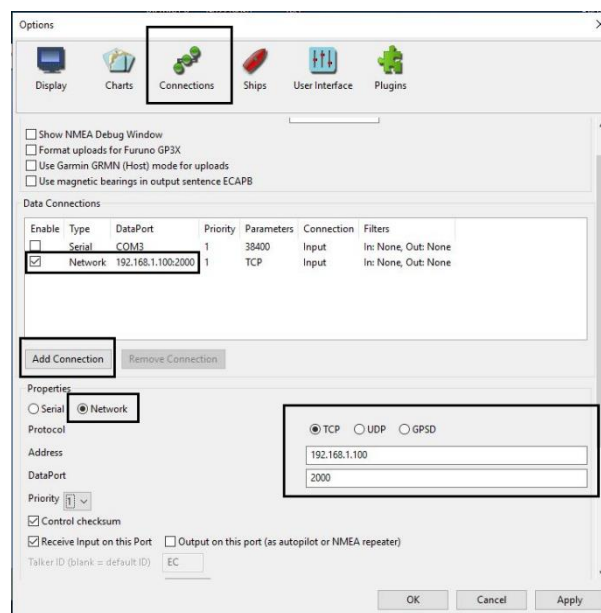 Options
Display Charts Connections Ships User Interface Plugins
Show NMEA Debug Window
Format uploads for Furuno GP3X
Use Garmin GRMN (Host) mode for uploads
Use magnetic bearings in output sentence ECAPB
Data Connections
Enable Type DataPort Priority Parameters Connection Filters
Serial COM3 1 38400 Input In: None, Out: None
Network 192.168.1.100:2000 1 TCP Input In: None, Out: None
Add Connection Remove Connection
Properties
Serial Network
Protocol TCP UDP GPSD
Address 192.168.1.100
DataPort 2000
Priority 1
Control checksum
Receive Input on this Port Output on this port (as autopilot or NMEA repeater)
Talker ID (blank = default ID) EC
OK Cancel Apply